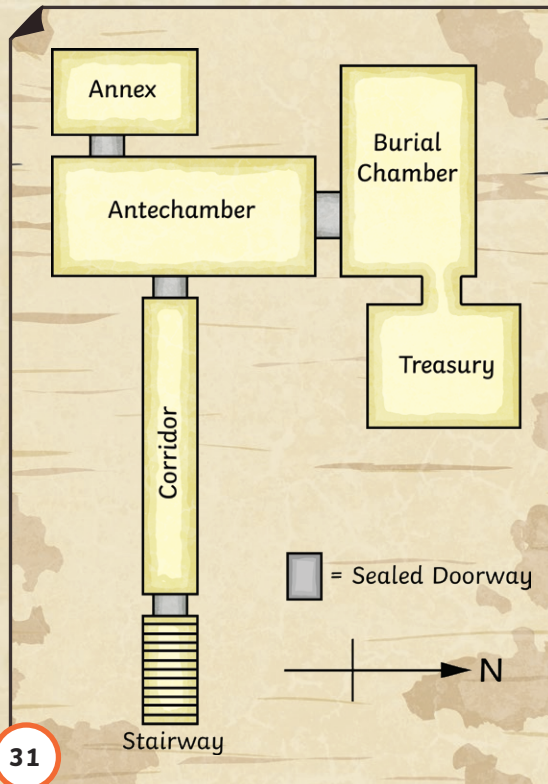 Annex
Burial
Chamber
Antechamber
Treasury
Corridor
= Sealed Doorway
N
Stairway
31